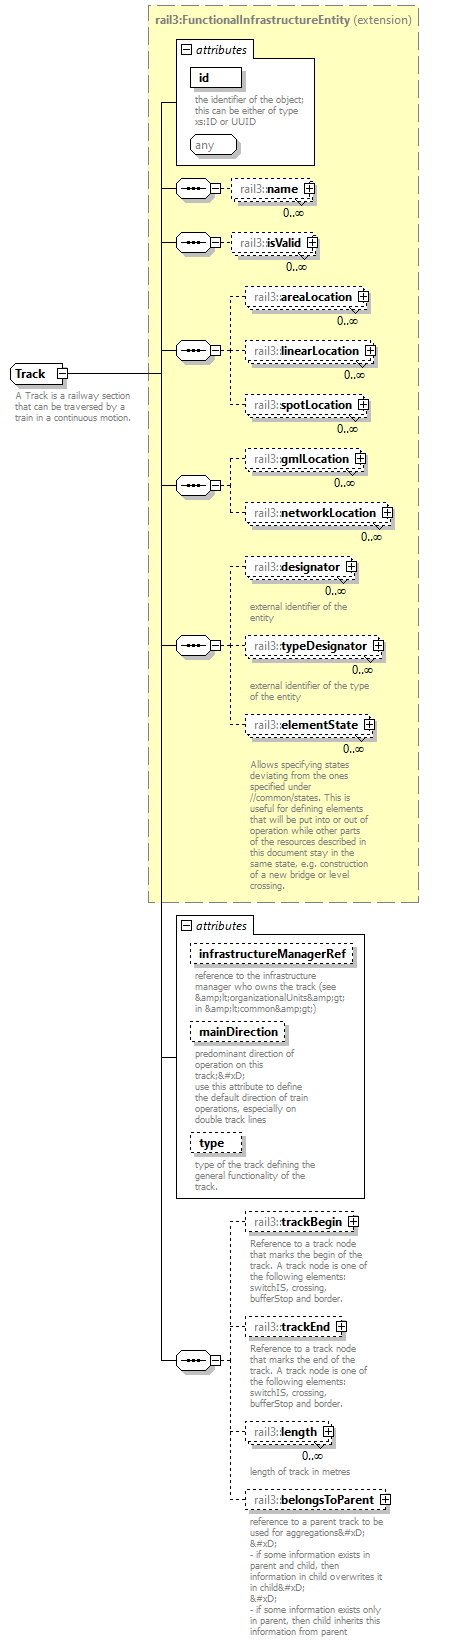 rail3:FunctionalInfrastructureEntity (extension)
attributes
id
the identifier of the object;
this can be either of type
xs:ID or UUID
any
rail3:name
0..∞
rail3:isValid
0..∞
rail3:areaLocation
0..∞
rail3:linearLocation
0..∞
rail3:spotLocation
0..∞
Track
A Track is a railway section
that can be traversed by a
train in a continuous motion.
rail3:gmlLocation
0..∞
rail3:networkLocation
0..∞
rail3:designator
0..∞
external identifier of the
entity
rail3:typeDesignator
0..∞
external identifier of the type
of the entity
rail3:elementState
0..∞
Allows specifying states
deviating from the ones
specified under
//common/states. This is
useful for defining elements
that will be put into or out of
operation while other parts
of the resources described in
this document stay in the
same state, e.g. construction
of a new bridge or level
crossing.
attributes
infrastructureManagerRef
reference to the infrastructure
manager who owns the track (see
&amp;lt;organizationalUnits&amp;gt;
in &amp;lt;common&amp;gt;)
mainDirection
predominant direction of
operation on this
track;&#xD;
use this attribute to define
the default direction of train
operations, especially on
double track lines
type
type of the track defining the
general functionality of the
track.
rail3:trackBegin
Reference to a track node
that marks the begin of the
track. A track node is one of
the following elements:
switchIS, crossing,
bufferStop and border.
rail3:trackEnd
Reference to a track node
that marks the end of the
track. A track node is one of
the following elements:
switchIS, crossing,
bufferStop and border.
rail3:length
0..∞
length of track in metres
rail3:belongsToParent
reference to a parent track to be
used for aggregations&#xD;
&#xD;
- if some information exists in
parent and child, then
information in child overwrites it
in child&#xD;
&#xD;
- if some information exists only
in parent, then child inherits this
information from parent